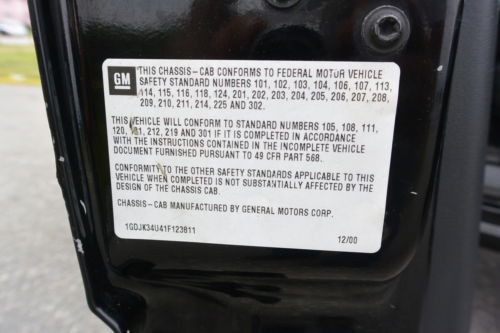 GM
THIS CHASSIS-CAB CONFORMS TO FEDERAL MOTOR VEHICLE
SAFETY STANDARD NUMBERS 101, 102, 103, 104, 106, 107, 113,
114, 115, 116, 118, 124, 201, 202, 203, 204, 205, 206, 207, 208,
209, 210, 211, 214, 225 AND 302.
THIS VEHICLE WILL CONFORM TO STANDARD NUMBERS 105, 108, 111,
120, 131, 212, 219 AND 301 IF IT IS COMPLETED IN ACCORDANCE
WITH THE INSTRUCTIONS CONTAINED IN THE INCOMPLETE VEHICLE
DOCUMENT FURNISHED PURSUANT TO 49 CFR PART 568.
CONFORMITY TO THE OTHER SAFETY STANDARDS APPLICABLE TO THIS
VEHICLE WHEN COMPLETED IS NOT SUBSTANTIALLY AFFECTED BY THE
DESIGN OF THE CHASSIS CAB.
CHASSIS-CAB MANUFACTURED BY GENERAL MOTORS CORP.
1GDJK34U41F123811
12/00